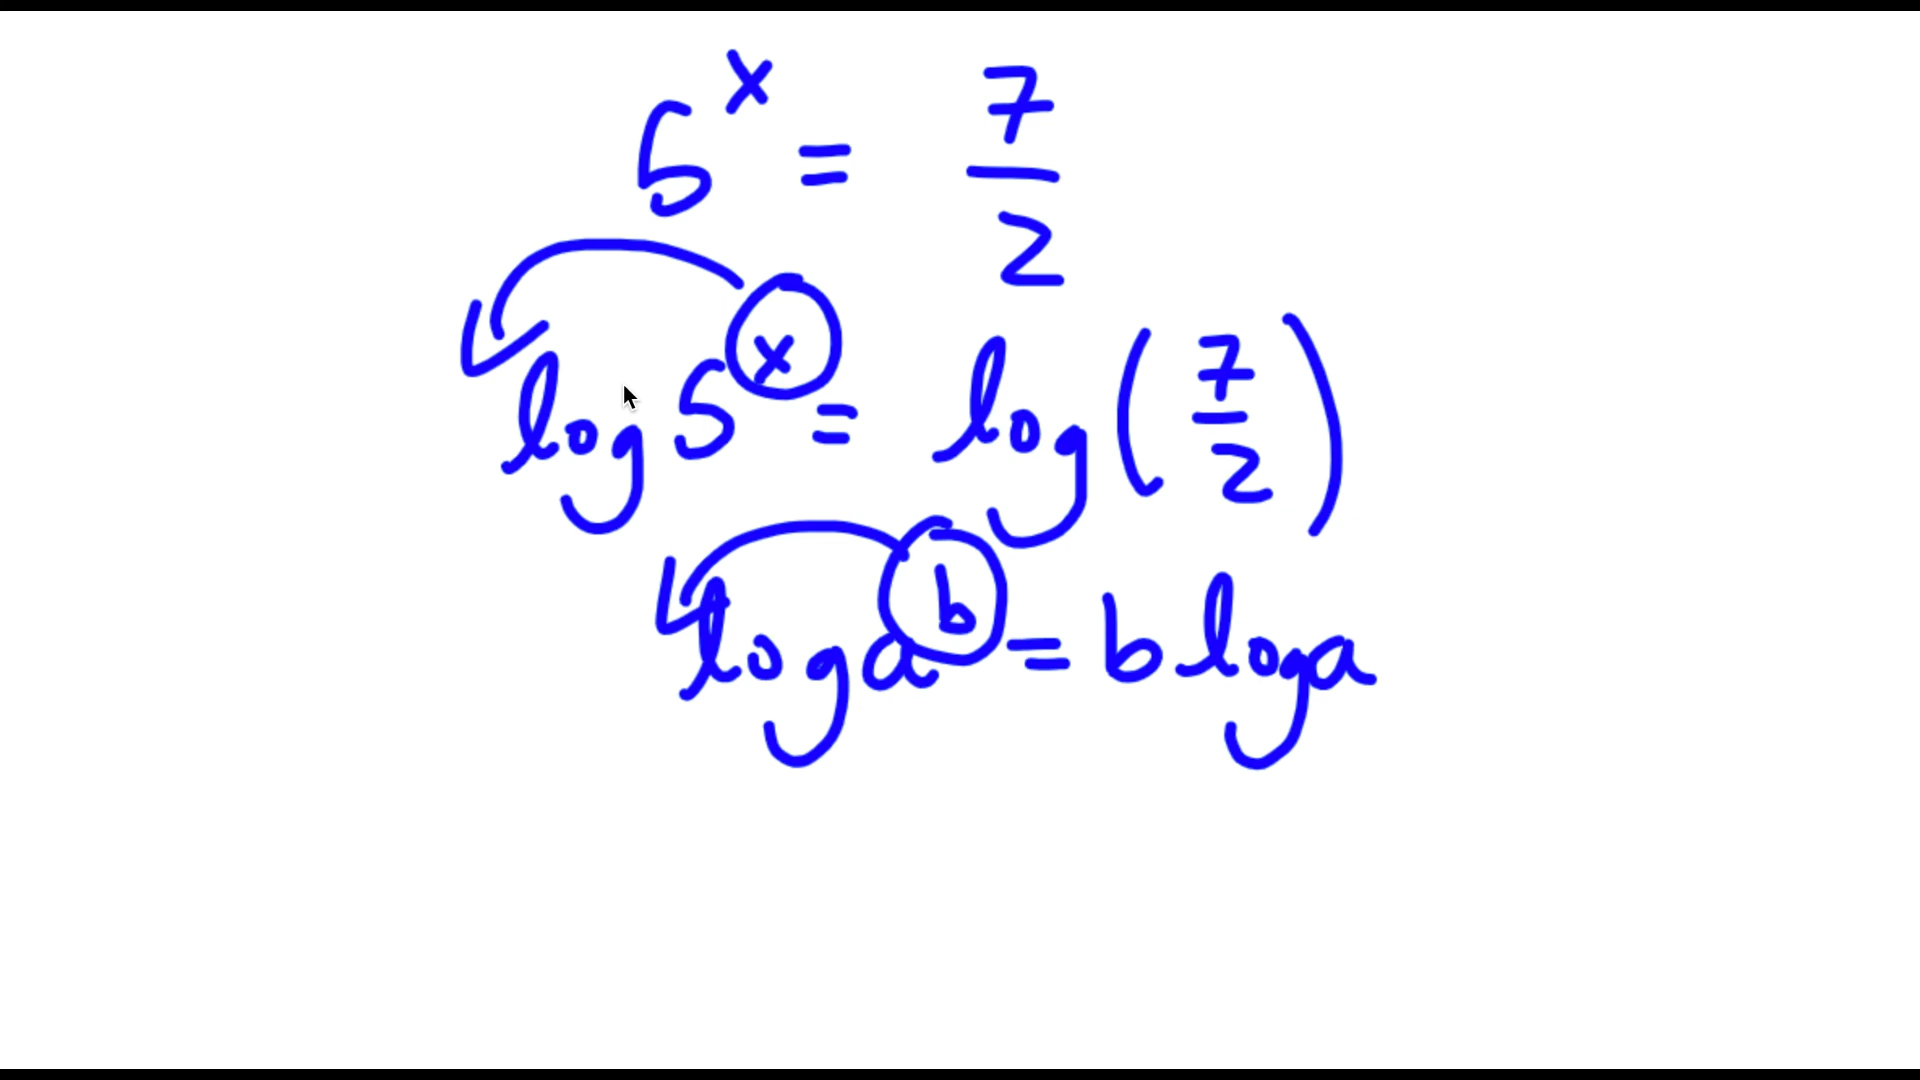 5^x = 7/2
log 5^x = log(7/2)
log a^b = b log a